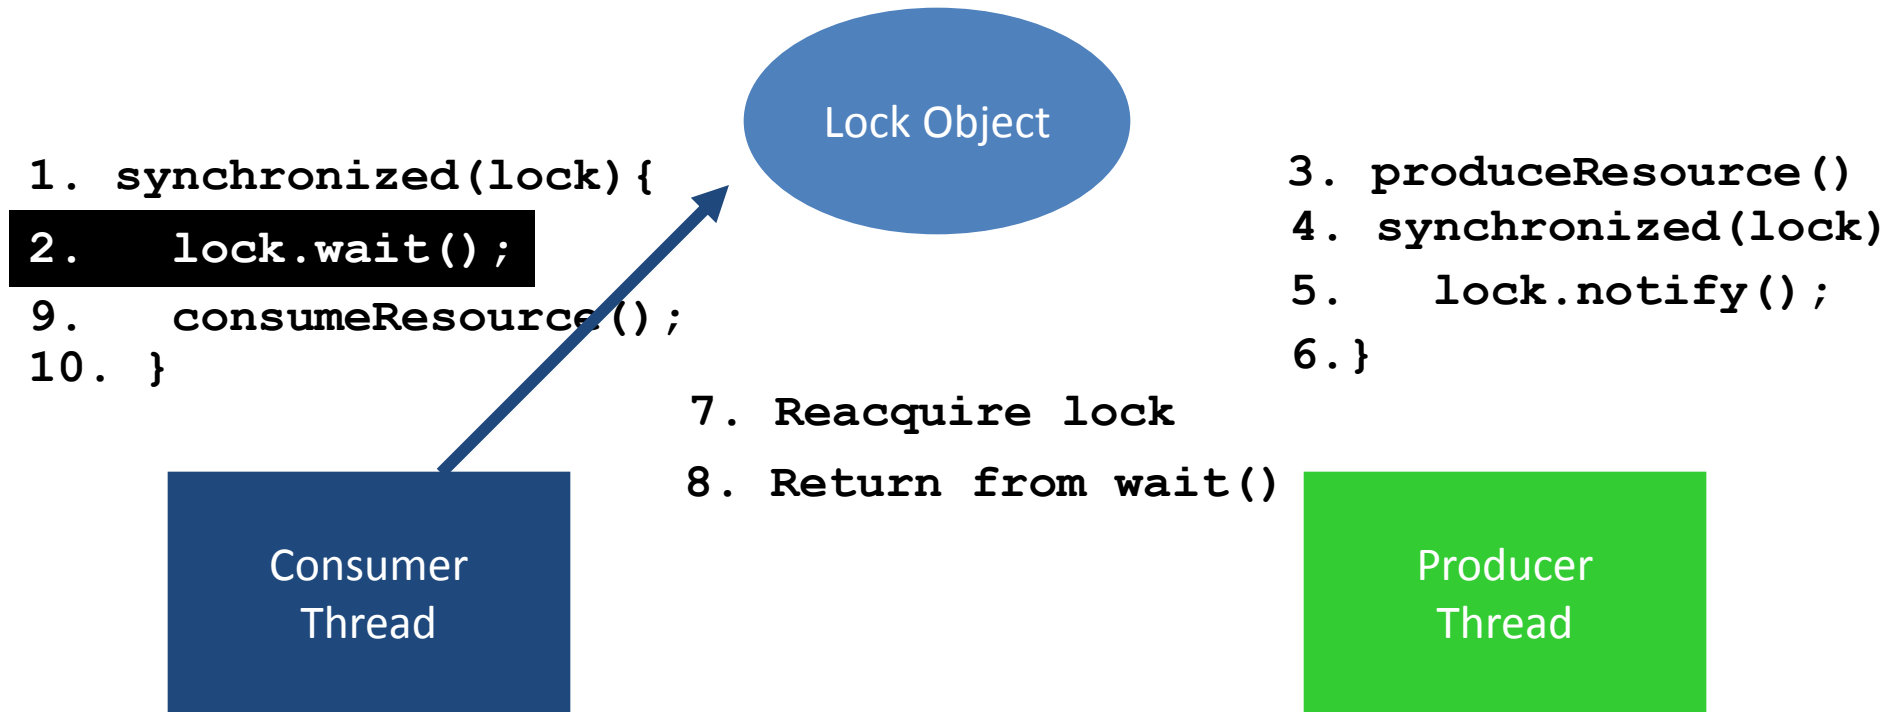 Lock Object
1. synchronized(lock){
2.   lock.wait();
9.   consumeResource();
10. }
3. produceResource()
4. synchronized(lock)
5.   lock.notify();
6.}
7. Reacquire lock
8. Return from wait()
Consumer
Thread
Producer
Thread